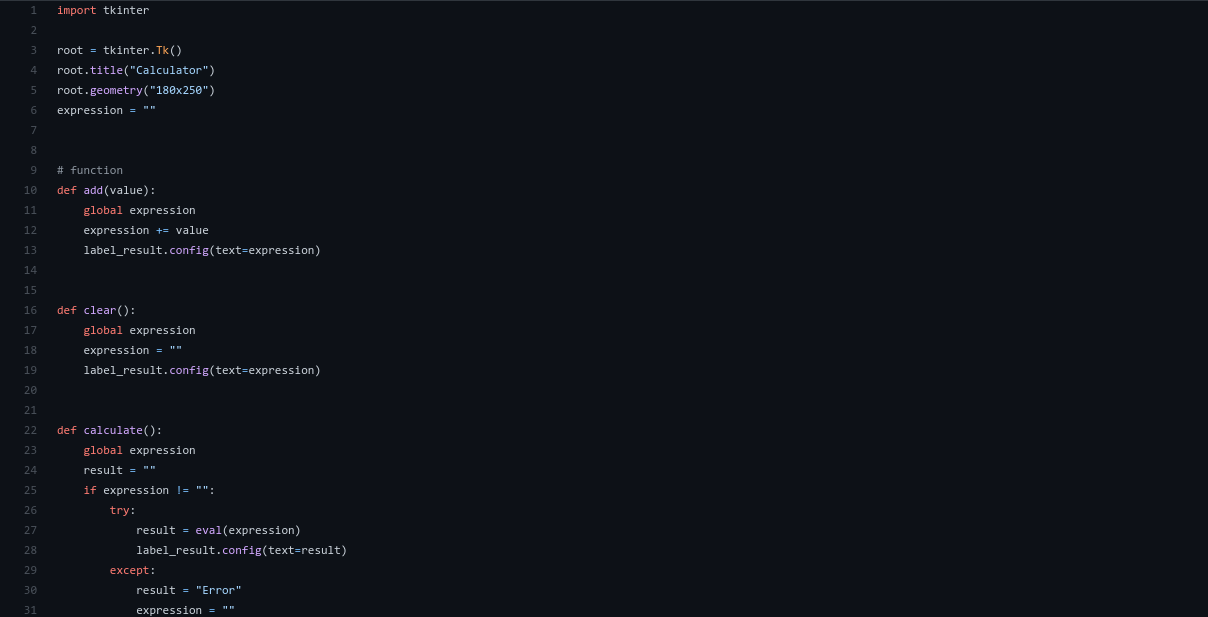 1 import tkinter
2
3 root = tkinter.Tk()
4 root.title("Calculator")
5 root.geometry("180x250")
6 expression = ""
7
8
9 # function
10 def add(value):
11     global expression
12     expression += value
13     label_result.config(text=expression)
14
15
16 def clear():
17     global expression
18     expression = ""
19     label_result.config(text=expression)
20
21
22 def calculate():
23     global expression
24     result = ""
25     if expression != "":
26         try:
27             result = eval(expression)
28             label_result.config(text=result)
29         except:
30             result = "Error"
31             expression = ""